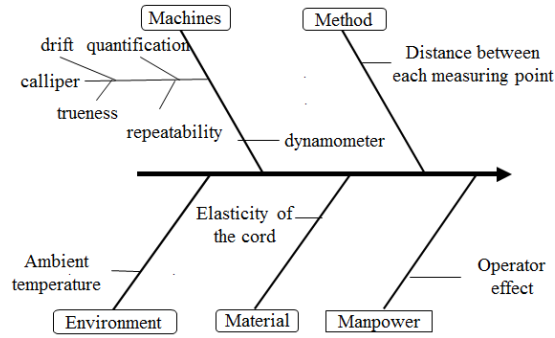 Machines
Method
drift
quantification
calliper
trueness
repeatability
dynamometer
Distance between
each measuring point
Elasticity of
the cord
Ambient
temperature
Operator
effect
Environment
Material
Manpower